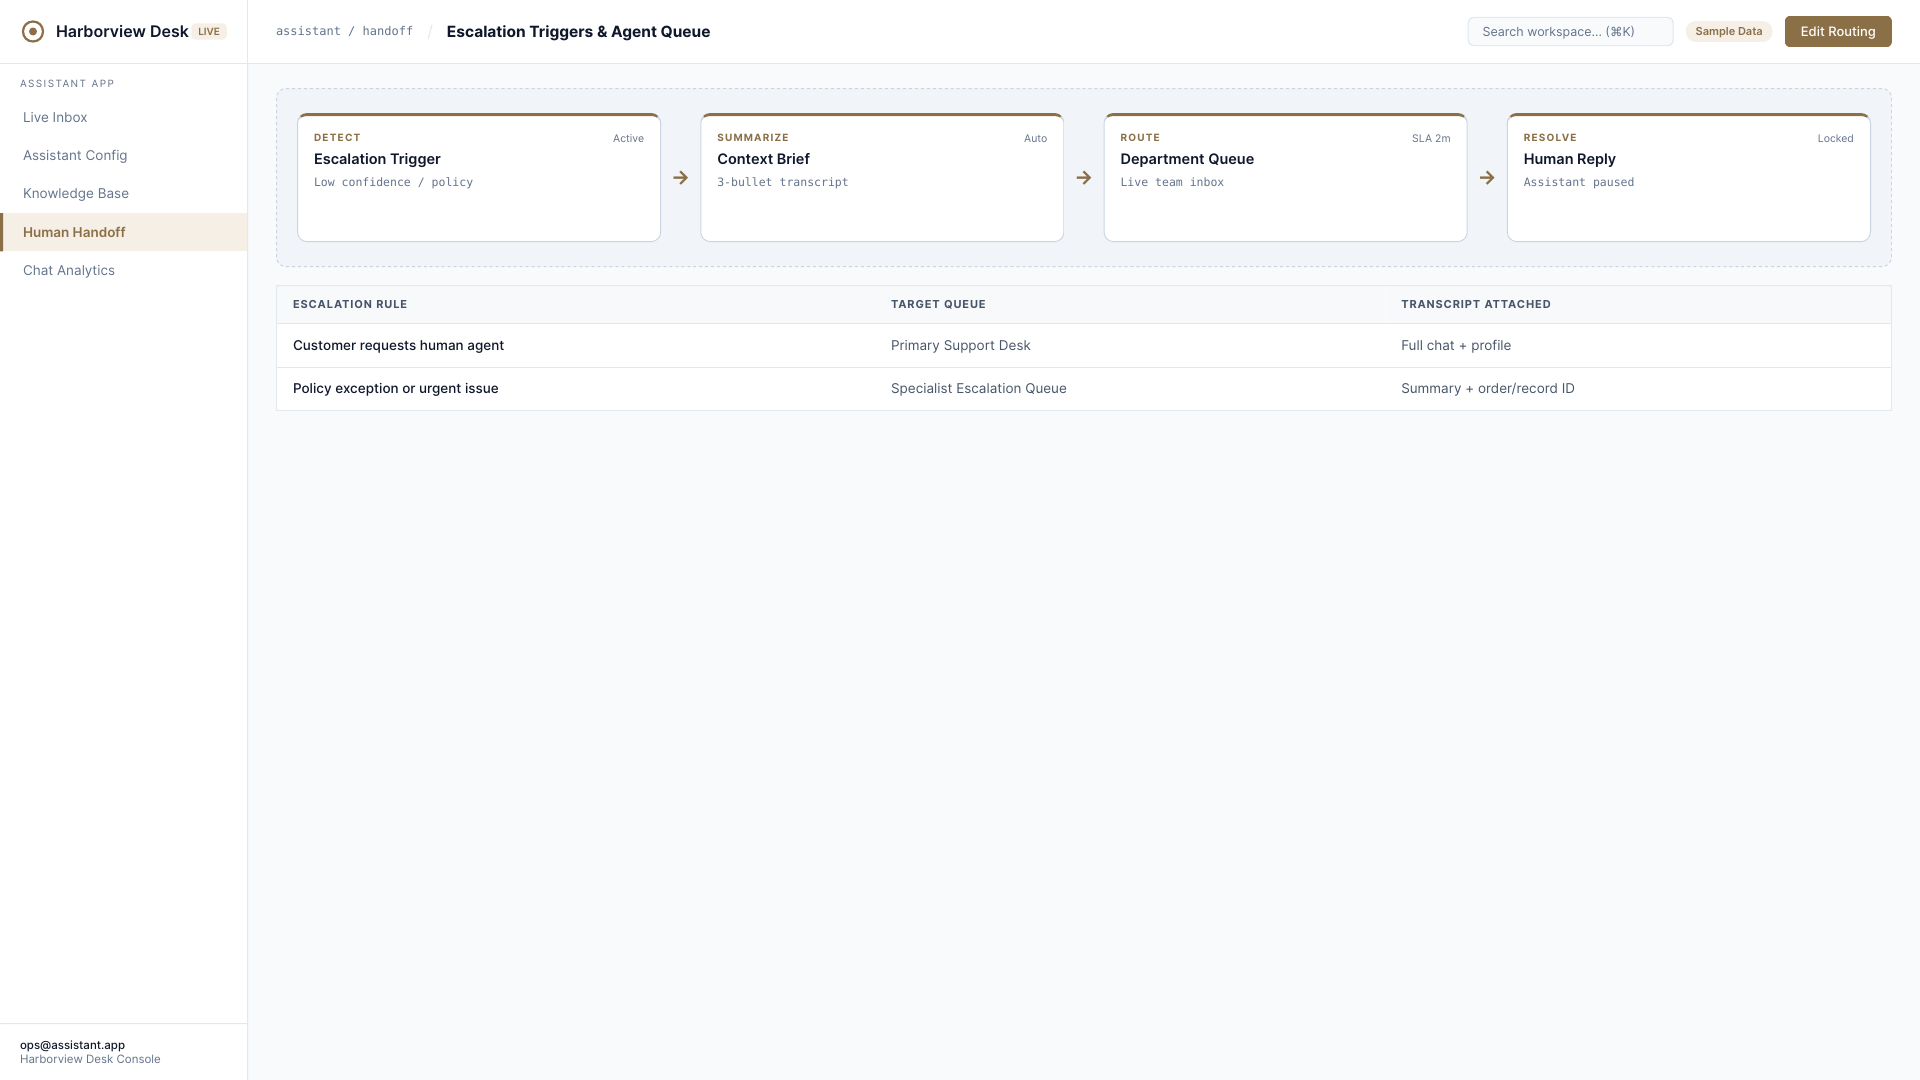 Harborview Desk LIVE
assistant / handoff / Escalation Triggers & Agent Queue
Search workspace... (⌘K)
Sample Data
Edit Routing
ASSISTANT APP
Live Inbox
Assistant Config
Knowledge Base
Human Handoff
Chat Analytics
DETECT Active
Escalation Trigger
Low confidence / policy
→
SUMMARIZE Auto
Context Brief
3-bullet transcript
→
ROUTE SLA 2m
Department Queue
Live team inbox
→
RESOLVE Locked
Human Reply
Assistant paused
ESCALATION RULE TARGET QUEUE TRANSCRIPT ATTACHED
Customer requests human agent Primary Support Desk Full chat + profile
Policy exception or urgent issue Specialist Escalation Queue Summary + order/record ID
ops@assistant.app
Harborview Desk Console